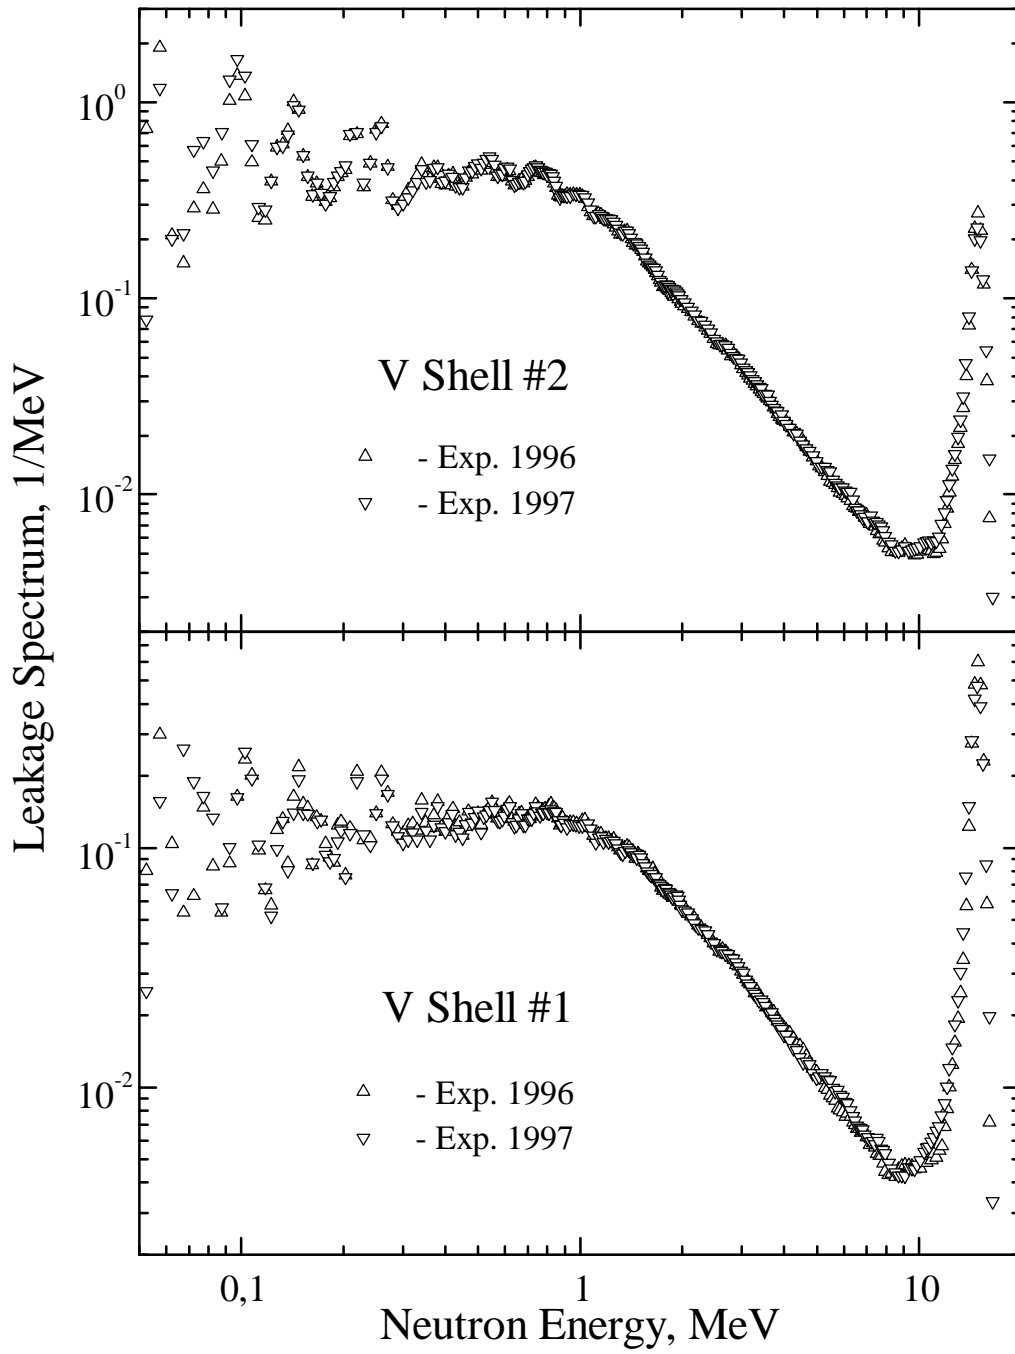 10^0
10^-1
10^-2
V Shell #2
△ - Exp. 1996
▽ - Exp. 1997
Leakage Spectrum, 1/MeV
10^-1
10^-2
V Shell #1
△ - Exp. 1996
▽ - Exp. 1997
0,1 1 10
Neutron Energy, MeV